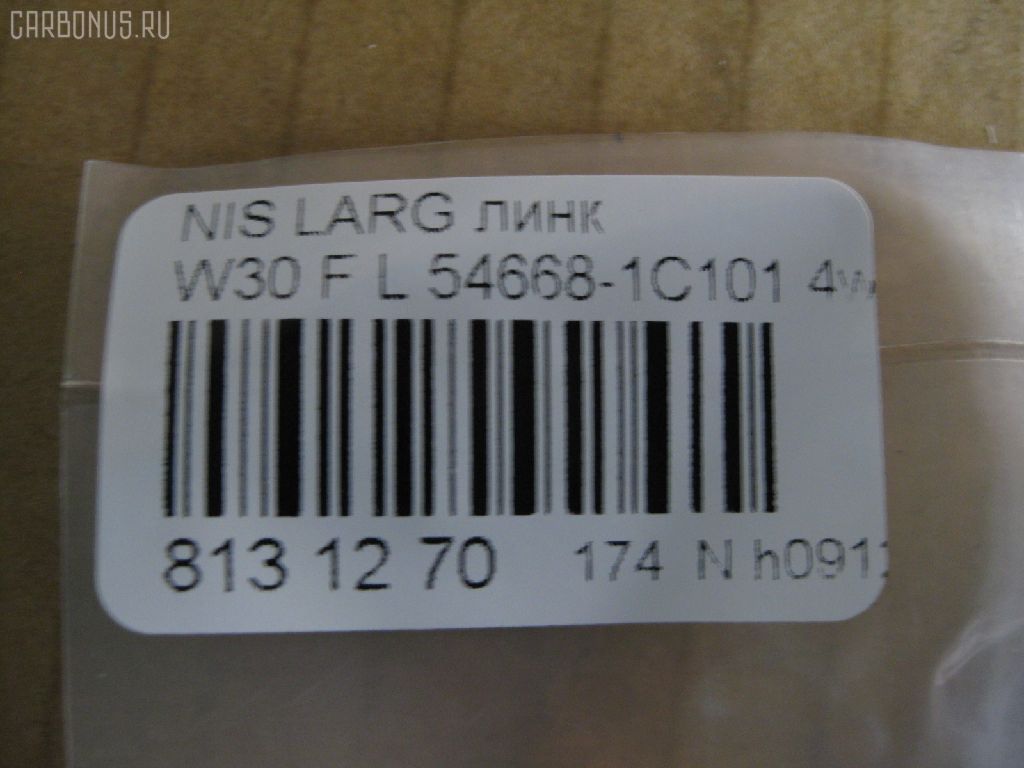 CARBONUS.RU
NIS LARG линк
W30 F L 54668-1C101
813 12 70 174 N